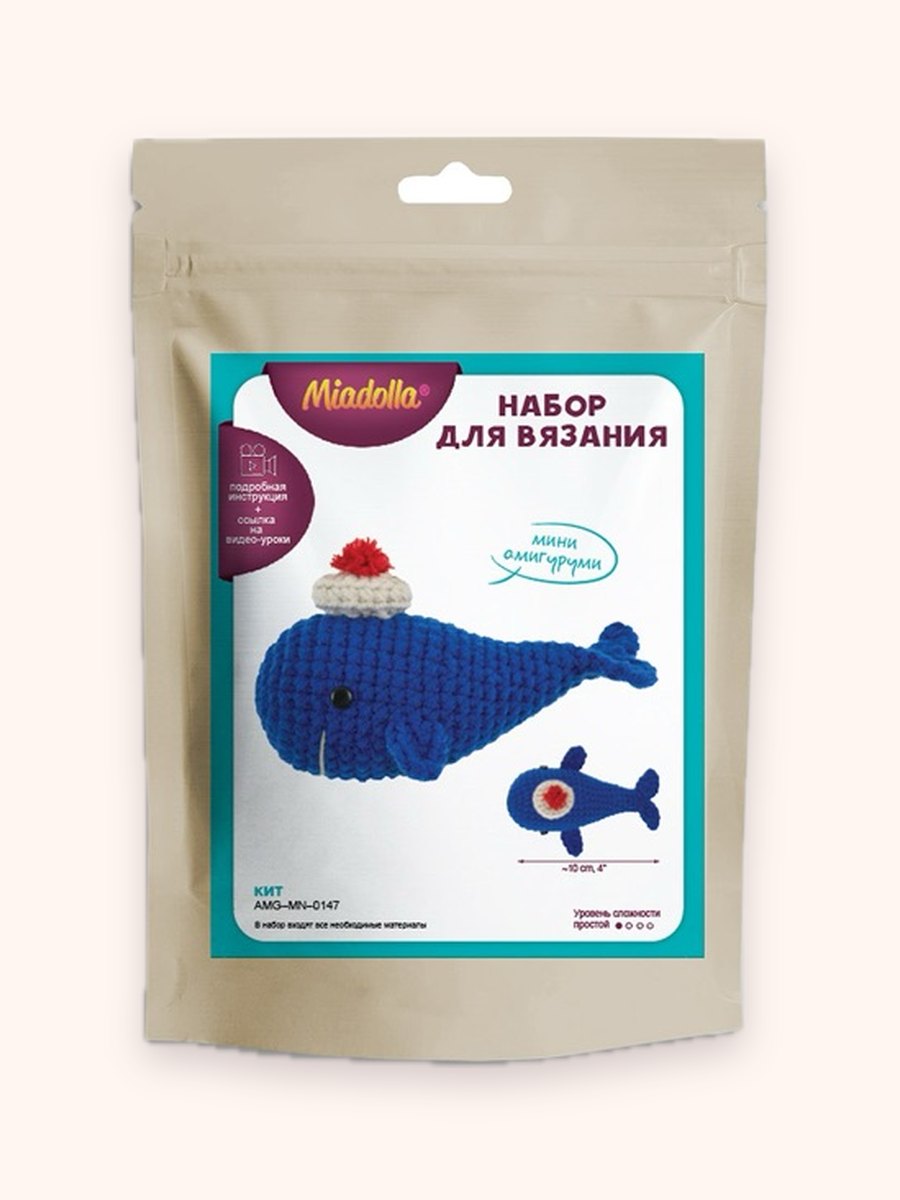 Miadolla®
НАБОР
ДЛЯ ВЯЗАНИЯ
подробная
инструкция
+
ссылка
на
видео-уроки
мини
амигуруми
~10 cm, 4"
КИТ
AMG–MN–0147
В набор входят все необходимые материалы
Уровень сложности
простой